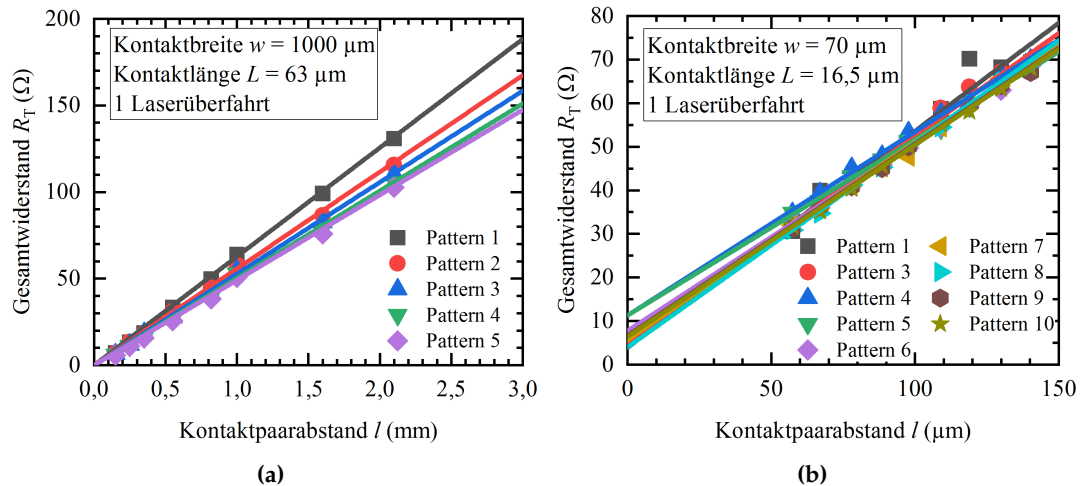 Kontaktbreite w = 1000 µm
Kontaktlänge L = 63 µm
1 Laserüberfahrt
Gesamtwiderstand R_T (Ω)
200
150
100
50
0
Pattern 1
Pattern 2
Pattern 3
Pattern 4
Pattern 5
0,0 0,5 1,0 1,5 2,0 2,5 3,0
Kontaktpaarabstand l (mm)
(a)
Kontaktbreite w = 70 µm
Kontaktlänge L = 16,5 µm
1 Laserüberfahrt
Gesamtwiderstand R_T (Ω)
80
70
60
50
40
30
20
10
0
Pattern 1
Pattern 3
Pattern 4
Pattern 5
Pattern 6
Pattern 7
Pattern 8
Pattern 9
Pattern 10
0 50 100 150
Kontaktpaarabstand l (µm)
(b)